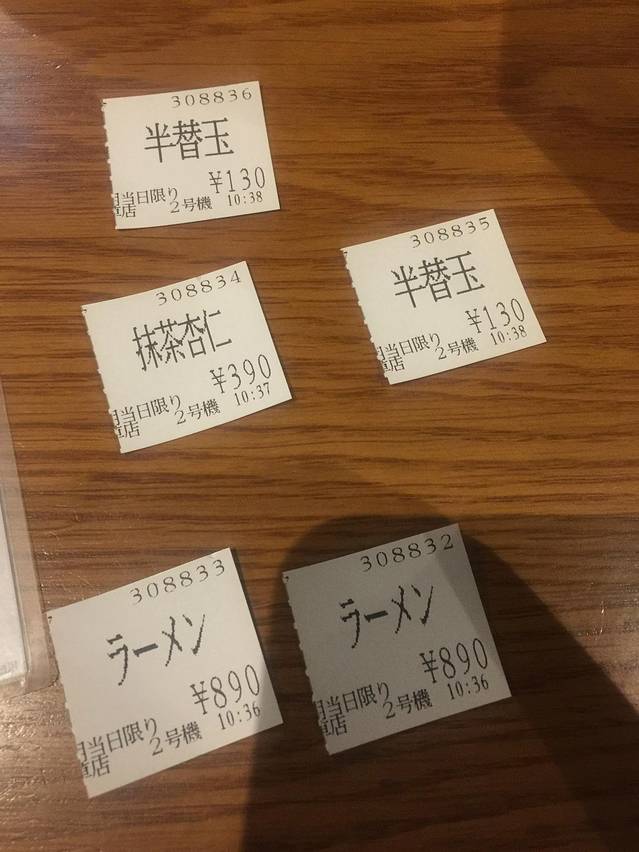 308836
半替玉
¥130
当日限り 10:38
店 2号機
308835
半替玉
¥130
当日限り 10:38
店 2号機
308834
抹茶杏仁
¥390
当日限り 10:37
店 2号機
308833
ラーメン
¥890
当日限り 10:36
店 2号機
308832
ラーメン
¥890
当日限り 10:36
店 2号機